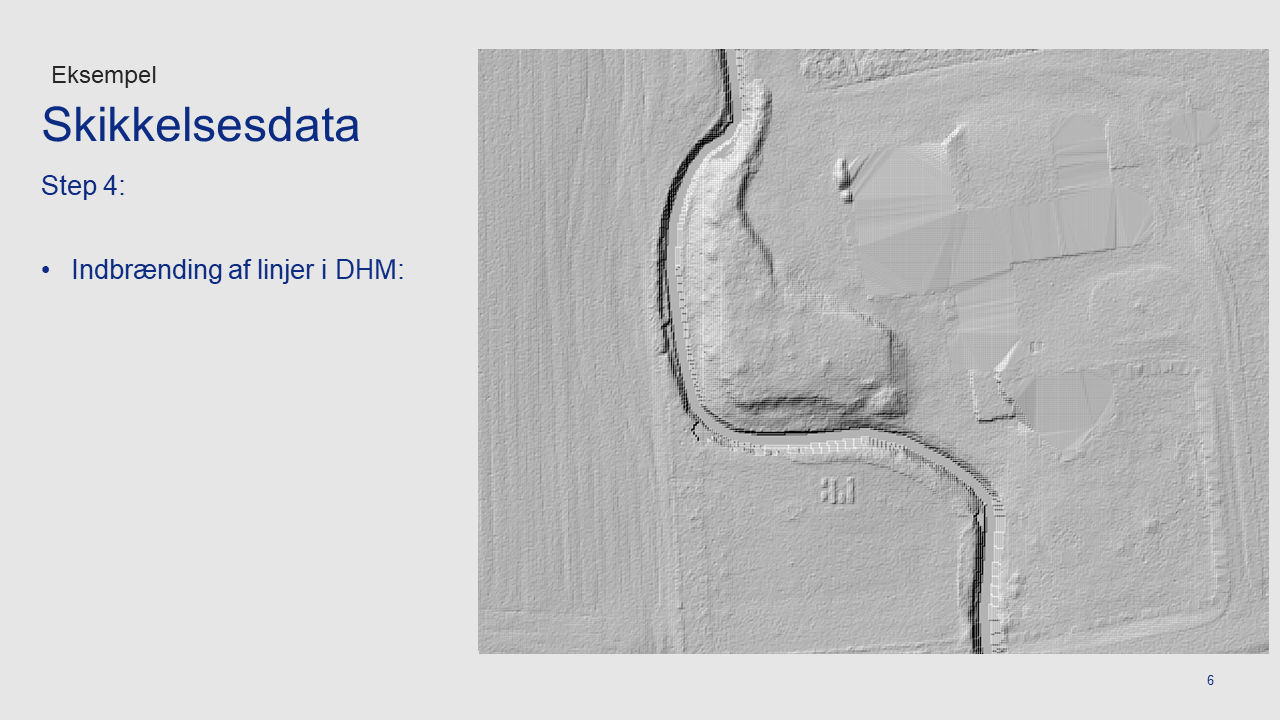 Eksempel
Skikkelsesdata
Step 4:
• Indbrænding af linjer i DHM:
6